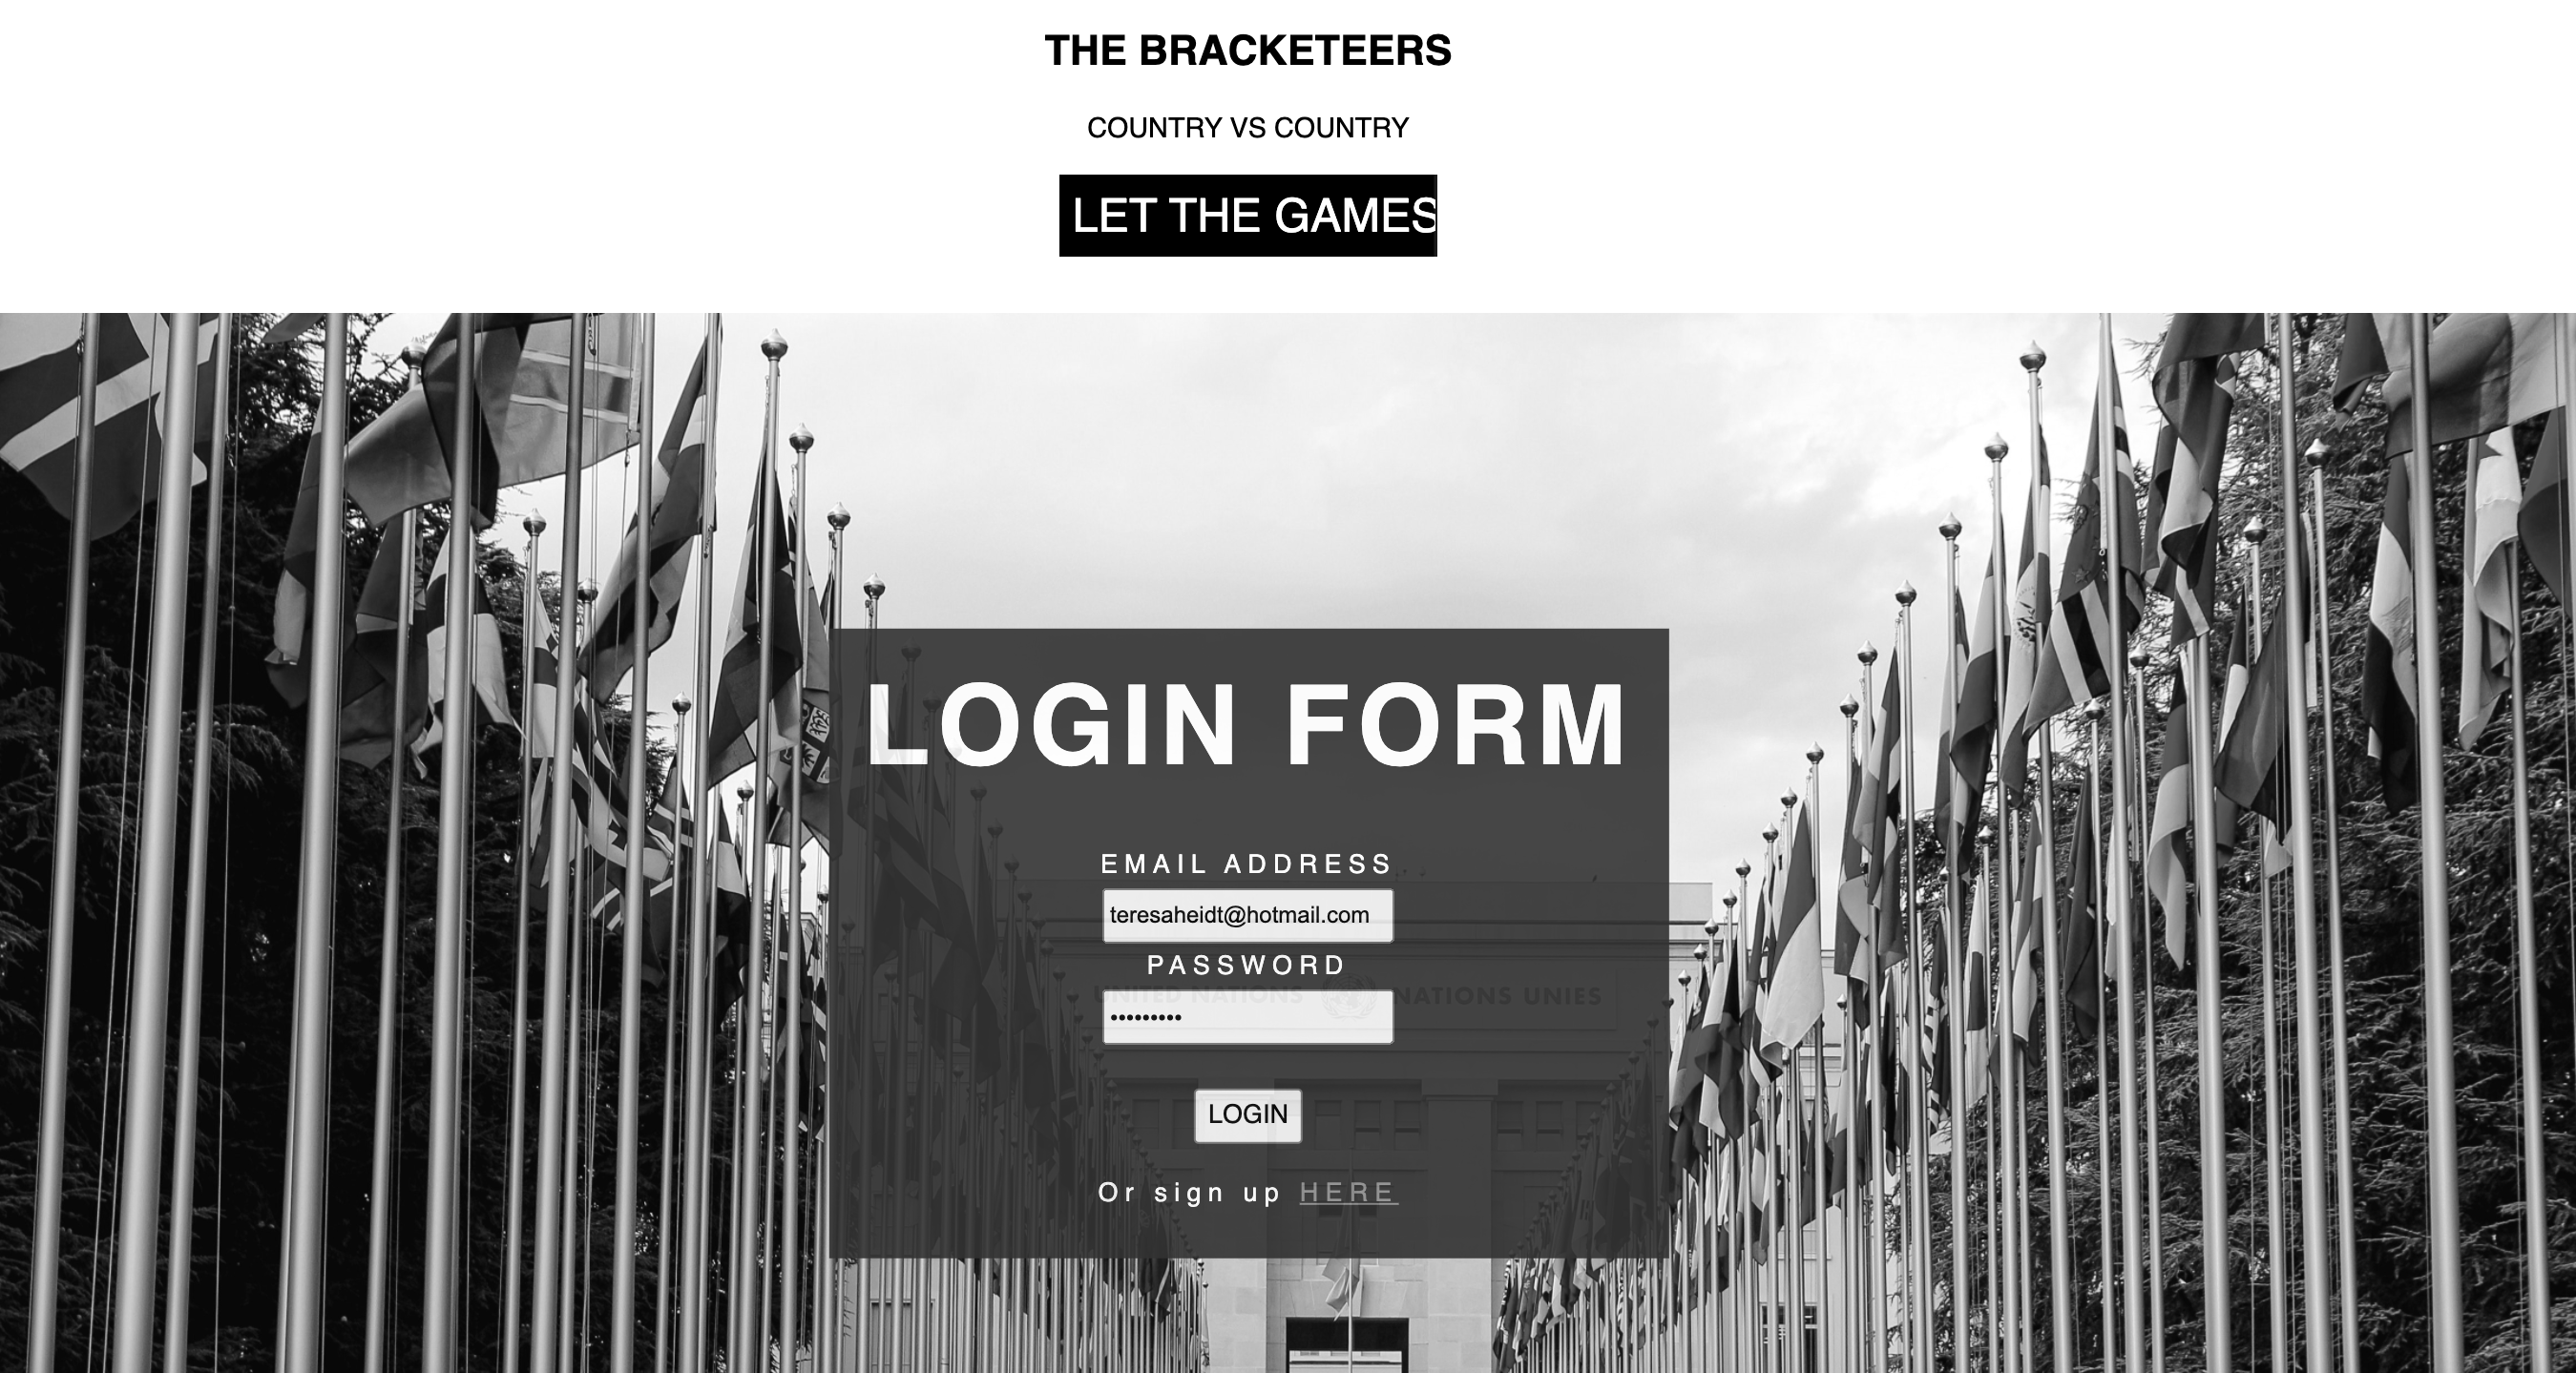 THE BRACKETEERS
COUNTRY VS COUNTRY
LET THE GAMES
LOGIN FORM
EMAIL ADDRESS
teresaheidt@hotmail.com
PASSWORD
UNITED NATIONS NATIONS UNIES
•••••••••
LOGIN
Or sign up HERE